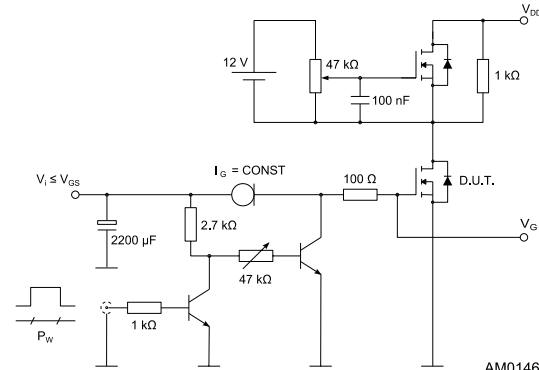 V_DD
12 V
47 kΩ
1 kΩ
100 nF
I_G = CONST
V_i ≤ V_GS
100 Ω
D.U.T.
2.7 kΩ
V_G
2200 μF
47 kΩ
1 kΩ
P_W
AM0146